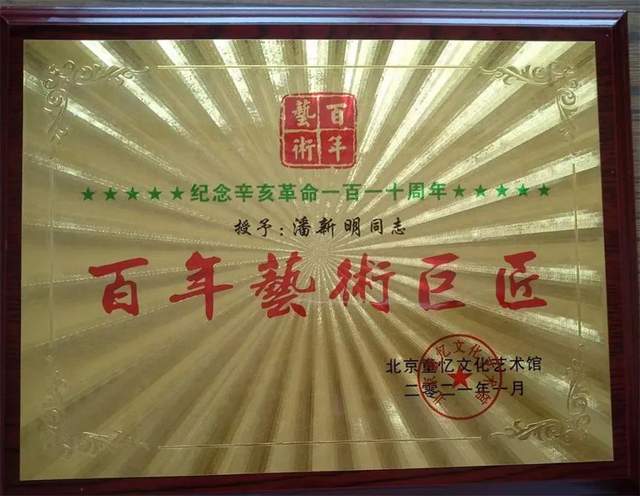 百年
藝術
★★★★★纪念辛亥革命一百一十周年★★★★★
授予：潘新明同志
百年藝術巨匠
北京童忆文化艺术馆
二零二一年一月